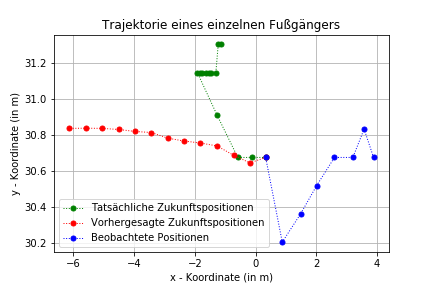 Trajektorie eines einzelnen Fußgängers
31.2
31.0
30.8
30.6
30.4
30.2
y - Koordinate (in m)
Tatsächliche Zukunftspositionen
Vorhergesagte Zukunftspositionen
Beobachtete Positionen
−6 −4 −2 0 2 4
x - Koordinate (in m)